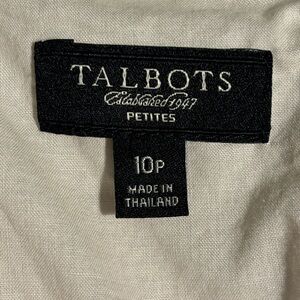 TALBOTS
Established 1947
PETITES
10P
MADE IN
THAILAND